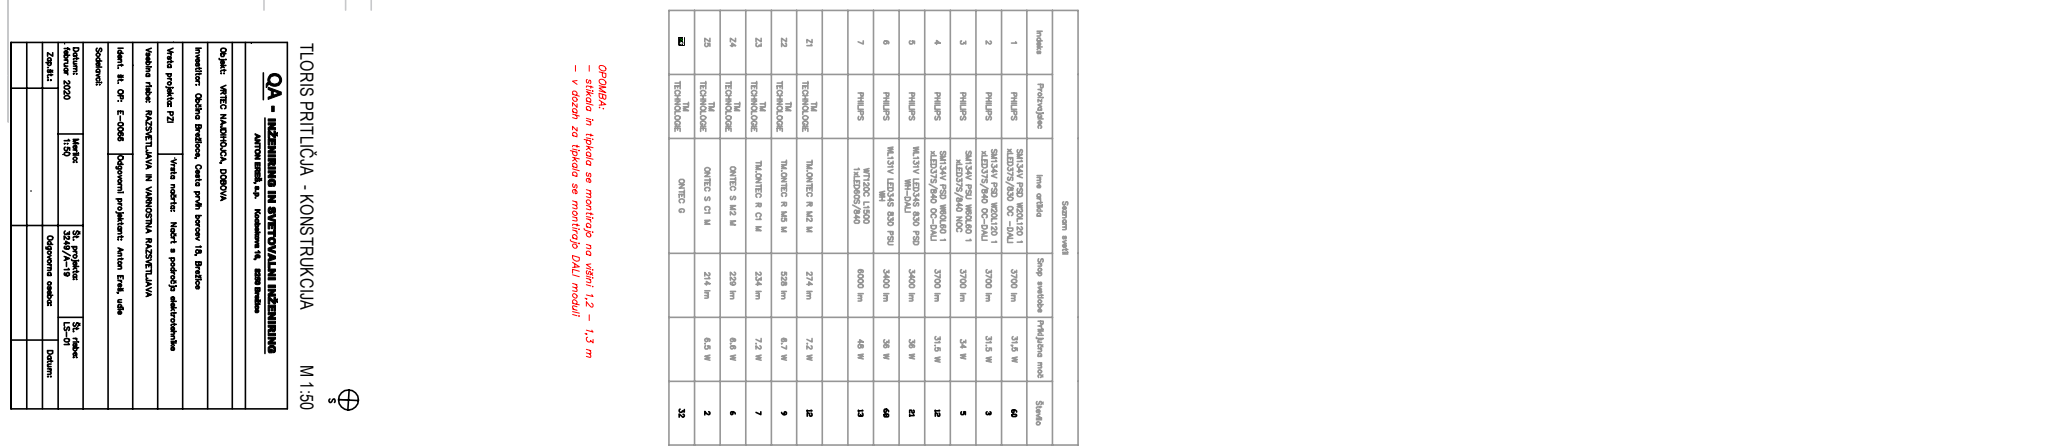 Seznam svetil
Indeks Proizvajalec Ime artikla Snop svetlobe Priključna moč Število
1 PHILIPS SM134V PSD W20L120 1 xLED37S/830 OC -DALI 3700 lm 31,5 W 60
2 PHILIPS SM134V PSD W20L120 1 xLED37S/840 OC-DALI 3700 lm 31.5 W 3
3 PHILIPS SM134V PSU W60L60 1 xLED37S/840 NOC 3700 lm 34 W 5
4 PHILIPS SM134V PSD W60L60 1 xLED37S/840 OC-DALI 3700 lm 31.5 W 12
5 PHILIPS WL131V LED34S 830 PSD WH-DALI 3400 lm 36 W 21
6 PHILIPS WL131V LED34S 830 PSU WH 3400 lm 36 W 68
7 PHILIPS WT120C L1500 1xLED60S/840 6000 lm 48 W 13
Z1 TM TECHNOLOGIE TM.ONTEC R M2 M 274 lm 7.2 W 12
Z2 TM TECHNOLOGIE TM.ONTEC R M5 M 528 lm 6.7 W 9
Z3 TM TECHNOLOGIE TM.ONTEC R C1 M 234 lm 7.2 W 7
Z4 TM TECHNOLOGIE ONTEC S M2 M 229 lm 6.6 W 6
Z5 TM TECHNOLOGIE ONTEC S C1 M 214 lm 6.5 W 2
TM TECHNOLOGIE ONTEC G 32
OPOMBA:
- stikala in tipkala se montirajo na višini 1,2 - 1,3 m
- v dozah za tipkala se montirajo DALI moduli
S
TLORIS PRITLIČJA - KONSTRUKCIJA M 1:50
QA - INŽENIRING IN SVETOVALNI INŽENIRING
ANTON EREŠ, s.p. 8250 Brežice
Objekt: VRTEC NAJDIHOJCA, DOBOVA
Investitor: Občina Brežice, Cesta prvih borcev 18, Brežice
Vrsta projekta: PZI Vrsta načrta: Načrt s področja elektrotehnike
Vsebina risbe: RAZSVETLJAVA IN VARNOSTNA RAZSVETLJAVA
Ident. št. OP: E-0066 Odgovorni projektant: Anton Ereš, udie
Sodelavci:
Datum: februar 2020 Merilo: 1:50 Št. projekta: 3249/A-19 Št. risbe: LS-01
Zap.št.: Odgovorna oseba: Datum: